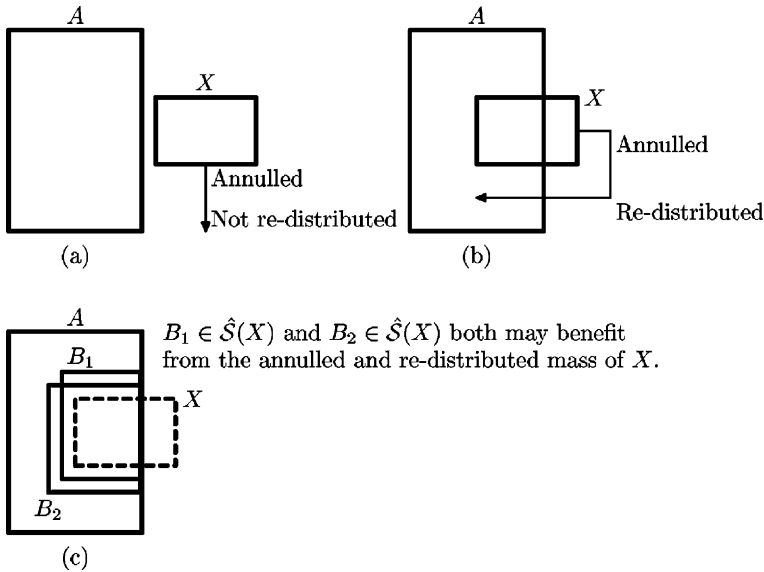 A
X
Annulled
Not re-distributed
(a)
A
X
Annulled
Re-distributed
(b)
A
B₁
X
B₂
(c)
B₁ ∈ Ŝ(X) and B₂ ∈ Ŝ(X) both may benefit
from the annulled and re-distributed mass of X.